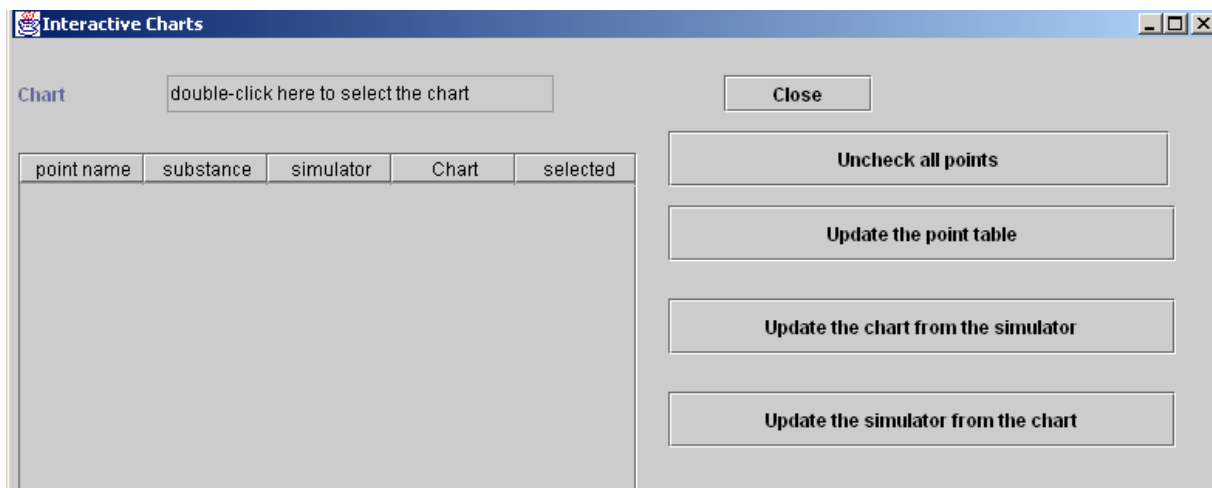 Interactive Charts
Chart double-click here to select the chart Close
Uncheck all points
point name substance simulator Chart selected
Update the point table
Update the chart from the simulator
Update the simulator from the chart